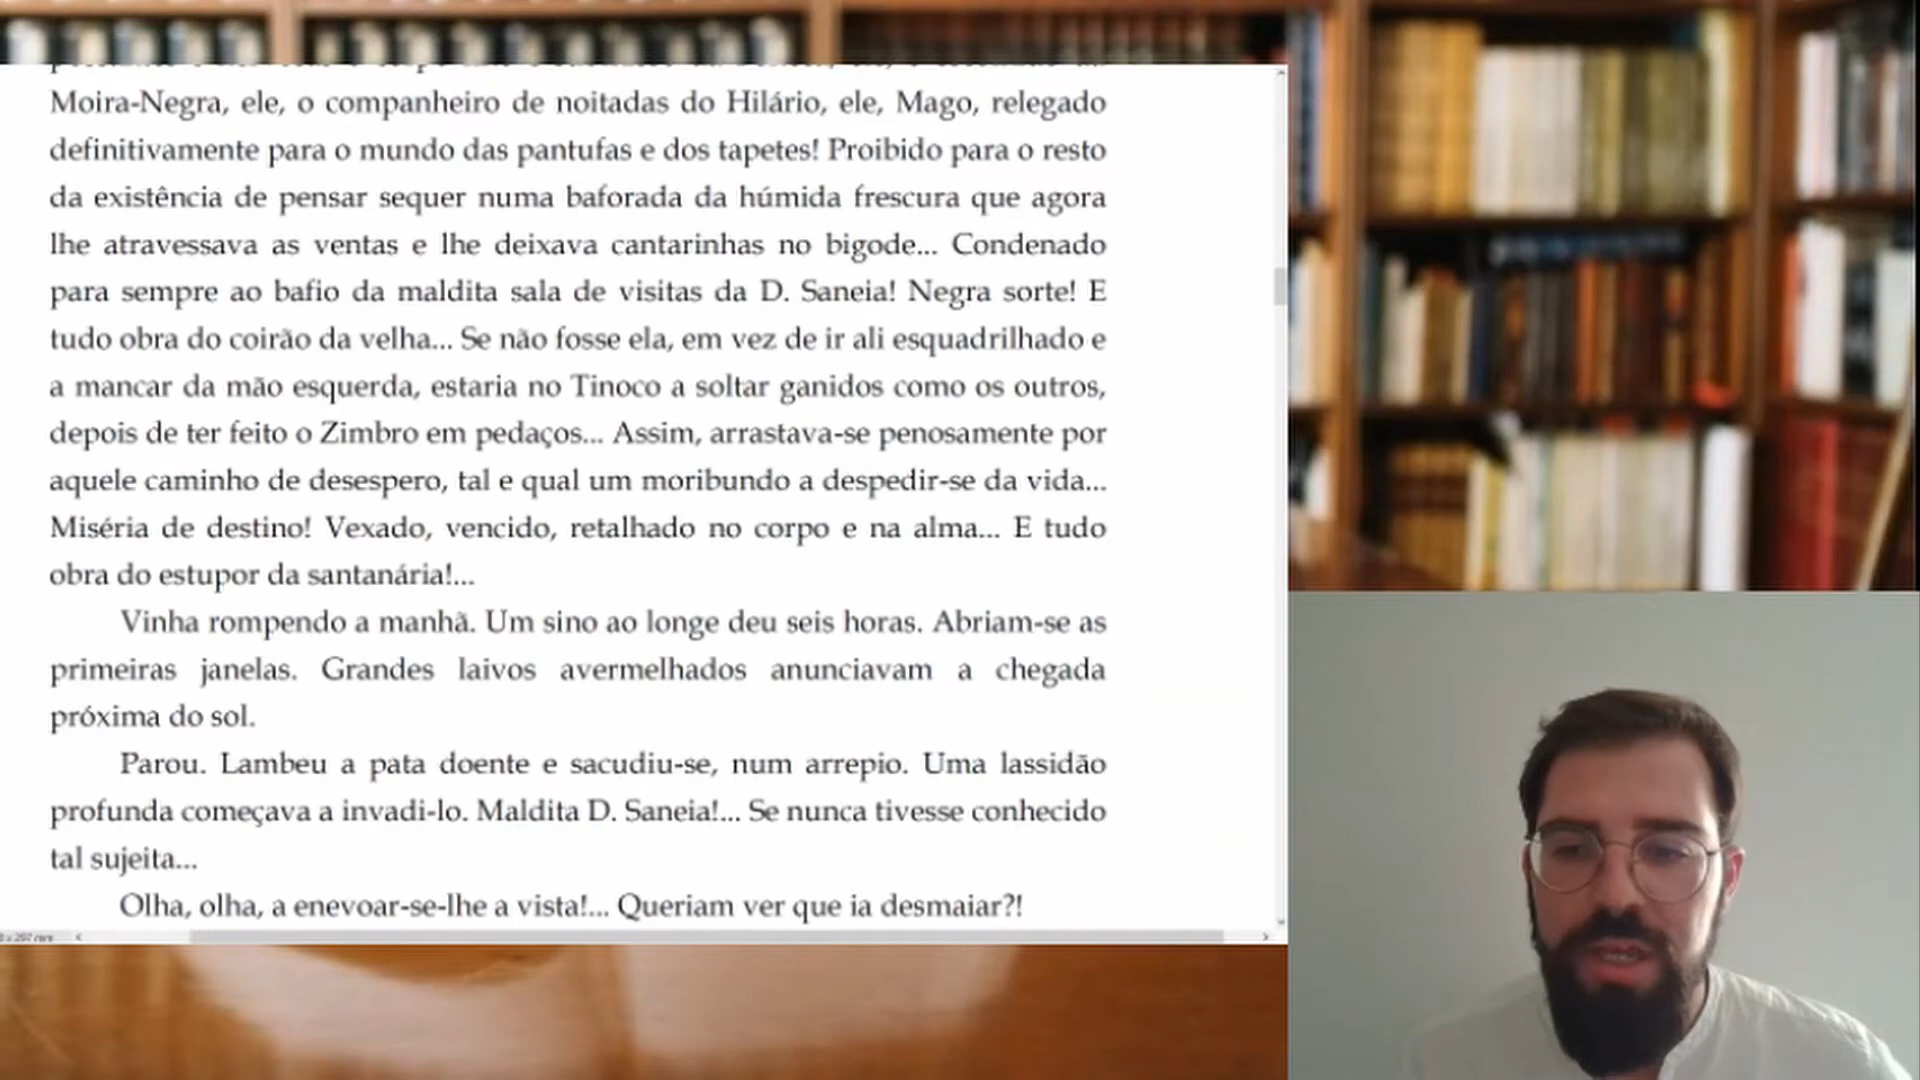 Moira-Negra, ele, o companheiro de noitadas do Hilário, ele, Mago, relegado
definitivamente para o mundo das pantufas e dos tapetes! Proibido para o resto
da existência de pensar sequer numa baforada da húmida frescura que agora
lhe atravessava as ventas e lhe deixava cantarinhas no bigode... Condenado
para sempre ao bafio da maldita sala de visitas da D. Saneia! Negra sorte! E
tudo obra do coirão da velha... Se não fosse ela, em vez de ir ali esquadrilhado e
a mancar da mão esquerda, estaria no Tinoco a soltar ganidos como os outros,
depois de ter feito o Zimbro em pedaços... Assim, arrastava-se penosamente por
aquele caminho de desespero, tal e qual um moribundo a despedir-se da vida...
Miséria de destino! Vexado, vencido, retalhado no corpo e na alma... E tudo
obra do estupor da santanária!...
Vinha rompendo a manhã. Um sino ao longe deu seis horas. Abriam-se as
primeiras janelas. Grandes laivos avermelhados anunciavam a chegada
próxima do sol.
Parou. Lambeu a pata doente e sacudiu-se, num arrepio. Uma lassidão
profunda começava a invadi-lo. Maldita D. Saneia!... Se nunca tivesse conhecido
tal sujeita...
Olha, olha, a enevoar-se-lhe a vista!... Queriam ver que ia desmaiar?!